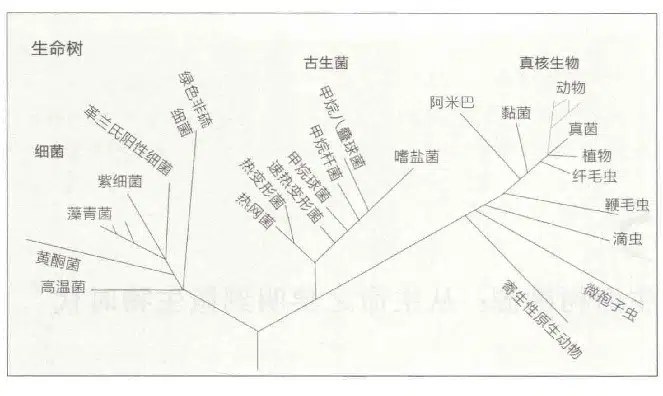 生命树
细菌
古生菌
真核生物
绿色非硫
细菌
革兰氏阳性细菌
紫细菌
藻青菌
黄酮菌
高温菌
甲烷八叠球菌
甲烷杆菌
甲烷球菌
速热变形菌
热变形菌
热网菌
嗜盐菌
阿米巴
黏菌
动物
真菌
植物
纤毛虫
鞭毛虫
滴虫
微孢子虫
寄生性原生动物